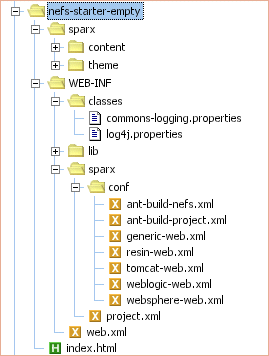 nefs-starter-empty
sparx
content
theme
WEB-INF
classes
commons-logging.properties
log4j.properties
lib
sparx
conf
ant-build-nefs.xml
ant-build-project.xml
generic-web.xml
resin-web.xml
tomcat-web.xml
weblogic-web.xml
websphere-web.xml
project.xml
web.xml
index.html